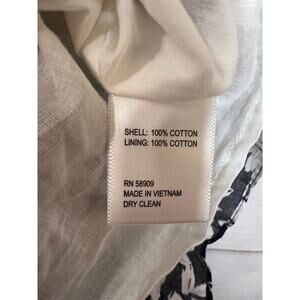 SHELL: 100% COTTON
LINING: 100% COTTON
RN 58909
MADE IN VIETNAM
DRY CLEAN